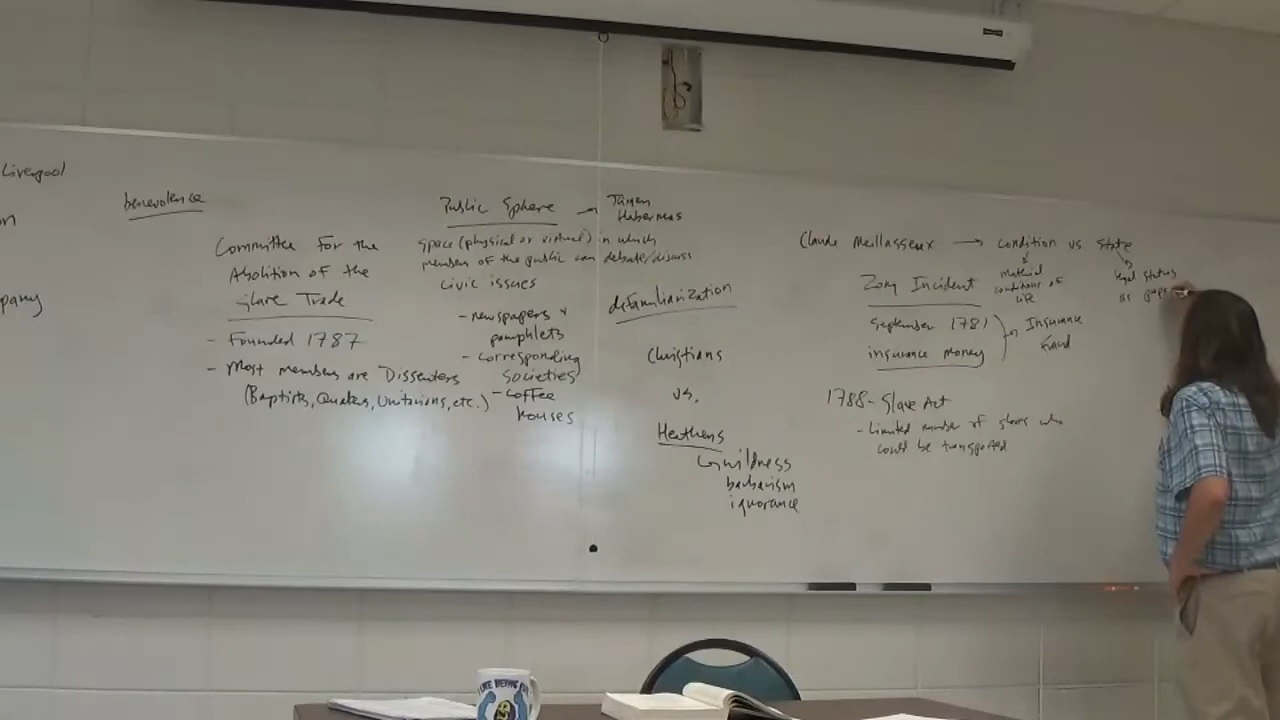 Liverpool
on
pany
benevolence
Committee for the
Abolition of the
Slave Trade
- Founded 1787
- Most members are Dissenters
(Baptists, Quakers, Unitarians, etc.)
Public Sphere → Jürgen
Habermas
space (physical or virtual) in which
members of the public can debate/discuss
civic issues
- newspapers +
pamphlets
- corresponding
societies
- coffee
houses
defamiliarization
Christians
vs.
Heathens
↳ wildness
barbarism
ignorance
Claude Meillassoux → condition vs state
material
conditions of
life
legal status
as
Zong Incident
September 1781
insurance money
→ Insurance
fraud
1788 - Slave Act
- Limited number of slaves who
could be transported